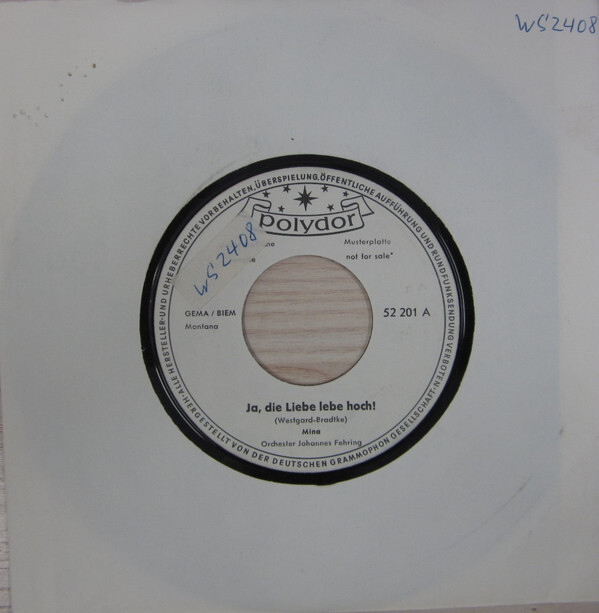 WS2408
ALLE HERSTELLER- UND URHEBERRECHTE VORBEHALTEN. ÜBERSPIELUNG, ÖFFENTLICHE AUFFÜHRUNG UND RUNDFUNKSENDUNG VERBOTEN.
polydor
WS2408
Musterplatte
not for sale"
GEMA / BIEM
52 201 A
Montana
Ja, die Liebe lebe hoch!
(Westgard-Bradtke)
Mina
Orchester Johannes Fehring
HERGESTELLT VON DER DEUTSCHEN GRAMMOPHON GESELLSCHAFT